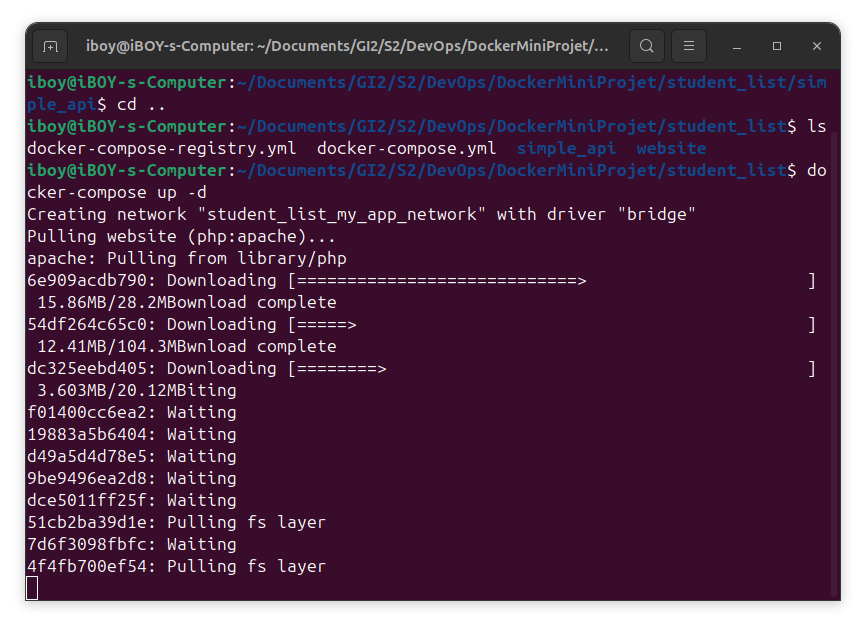 iboy@iBOY-s-Computer: ~/Documents/GI2/S2/DevOps/DockerMiniProjet/...
iboy@iBOY-s-Computer:~/Documents/GI2/S2/DevOps/DockerMiniProjet/student_list/sim
ple_api$ cd ..
iboy@iBOY-s-Computer:~/Documents/GI2/S2/DevOps/DockerMiniProjet/student_list$ ls
docker-compose-registry.yml  docker-compose.yml  simple_api  website
iboy@iBOY-s-Computer:~/Documents/GI2/S2/DevOps/DockerMiniProjet/student_list$ do
cker-compose up -d
Creating network "student_list_my_app_network" with driver "bridge"
Pulling website (php:apache)...
apache: Pulling from library/php
6e909acdb790: Downloading [============================>                      ]
 15.86MB/28.2MBownload complete
54df264c65c0: Downloading [=====>                                             ]
 12.41MB/104.3MBwnload complete
dc325eebd405: Downloading [========>                                          ]
 3.603MB/20.12MBiting
f01400cc6ea2: Waiting
19883a5b6404: Waiting
d49a5d4d78e5: Waiting
9be9496ea2d8: Waiting
dce5011ff25f: Waiting
51cb2ba39d1e: Pulling fs layer
7d6f3098fbfc: Waiting
4f4fb700ef54: Pulling fs layer